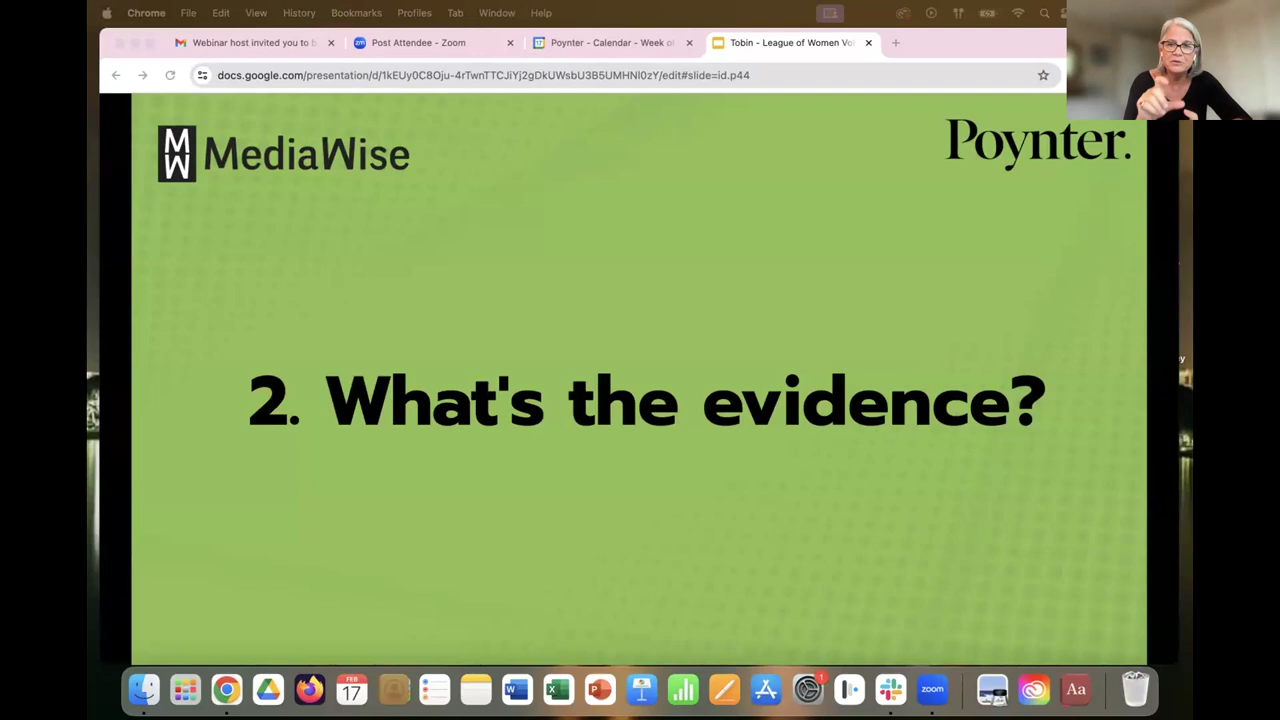 Chrome File Edit View History Bookmarks Profiles Tab Window Help
Webinar host invited you to b
Post Attendee - Zoom
Poynter - Calendar - Week of
Tobin - League of Women Vo
docs.google.com/presentation/d/1kEUy0C8Oju-4rTwnTTCJiYj2gDkUWsbU3B5UMHNl0zY/edit#slide=id.p44
MW MediaWise
Poynter.
2. What's the evidence?
FEB
17
zoom
Aa
1